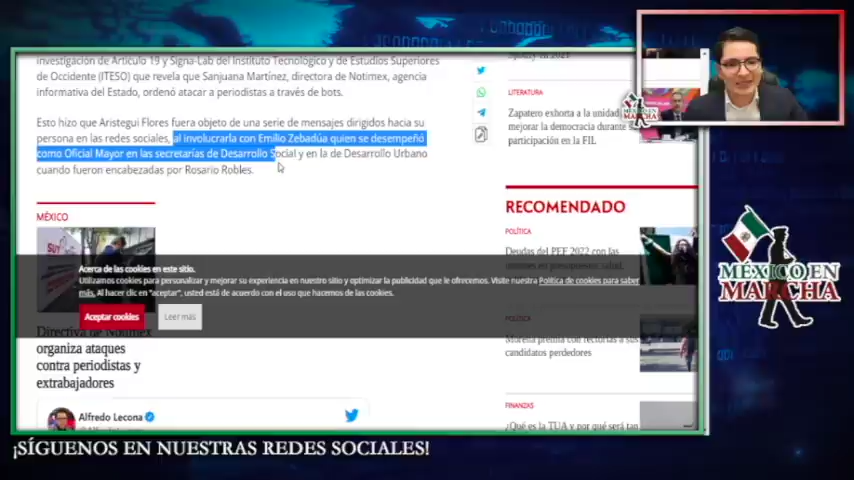 investigación de Artículo 19 y Signa-Lab del Instituto Tecnológico y de Estudios Superiores
de Occidente (ITESO) que revela que Sanjuana Martínez, directora de Notimex, agencia
informativa del Estado, ordenó atacar a periodistas a través de bots.
Esto hizo que Aristegui Flores fuera objeto de una serie de mensajes dirigidos hacia su
persona en las redes sociales, al involucrarla con Emilio Zebadúa quien se desempeñó
como Oficial Mayor en las secretarías de Desarrollo Social y en la de Desarrollo Urbano
cuando fueron encabezadas por Rosario Robles.
MÉXICO
Acerca de las cookies en este sitio.
Utilizamos cookies para personalizar y mejorar su experiencia en nuestro sitio y optimizar la publicidad que le ofrecemos. Visite nuestra Política de cookies para saber
más. Al hacer clic en "aceptar", usted está de acuerdo con el uso que hacemos de las cookies.
Aceptar cookies
Leer más
Directiva de Notimex
organiza ataques
contra periodistas y
extrabajadores
Alfredo Lecona
LITERATURA
Zapatero exhorta a la unidad
mejorar la democracia durante
participación en la FIL
RECOMENDADO
POLÍTICA
Deudas del PEF 2022 con las
POLÍTICA
Morena premia con rectorías a sus
candidatos perdedores
FINANZAS
¿Qué es la TUA y por qué será tan
MÉXICO EN
MARCHA
¡SÍGUENOS EN NUESTRAS REDES SOCIALES!